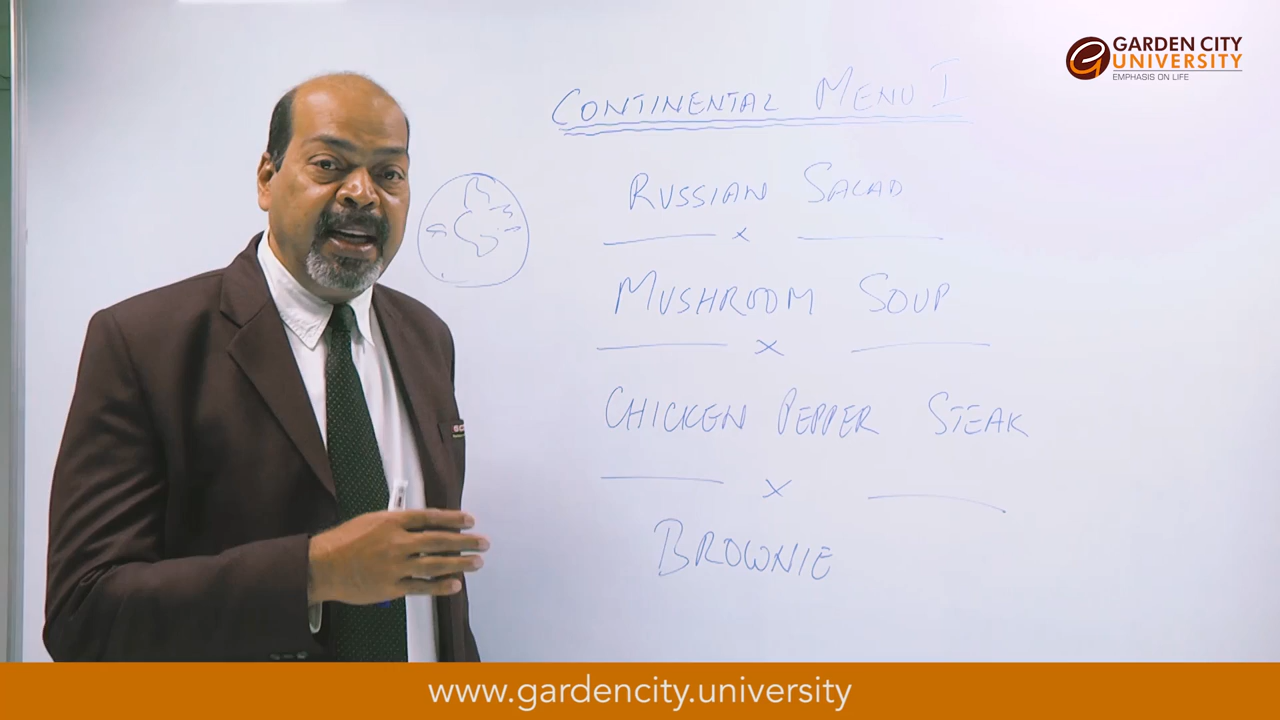 GARDEN CITY
UNIVERSITY
EMPHASIS ON LIFE
CONTINENTAL MENU I
RUSSIAN SALAD
x
MUSHROOM SOUP
x
CHICKEN PEPPER STEAK
x
BROWNIE
www.gardencity.university